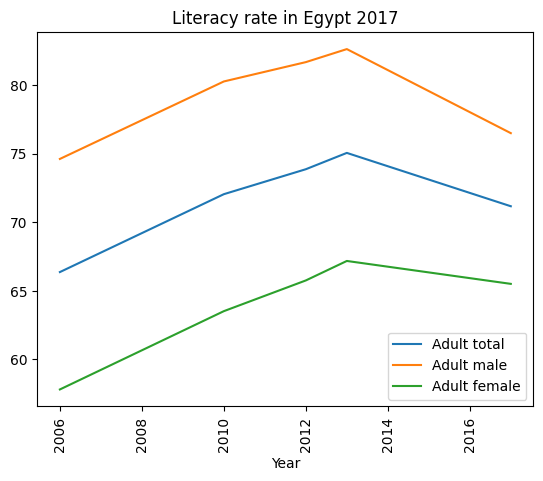 Literacy rate in Egypt 2017
80
75
70
65
60
Adult total
Adult male
Adult female
2006
2008
2010
2012
2014
2016
Year